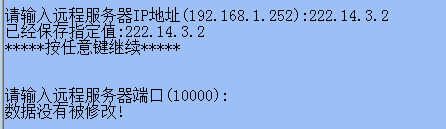 请输入远程服务器IP地址(192.168.1.252):222.14.3.2
已经保存指定值:222.14.3.2
*****按任意键继续*****
请输入远程服务器端口(10000):
数据没有被修改!